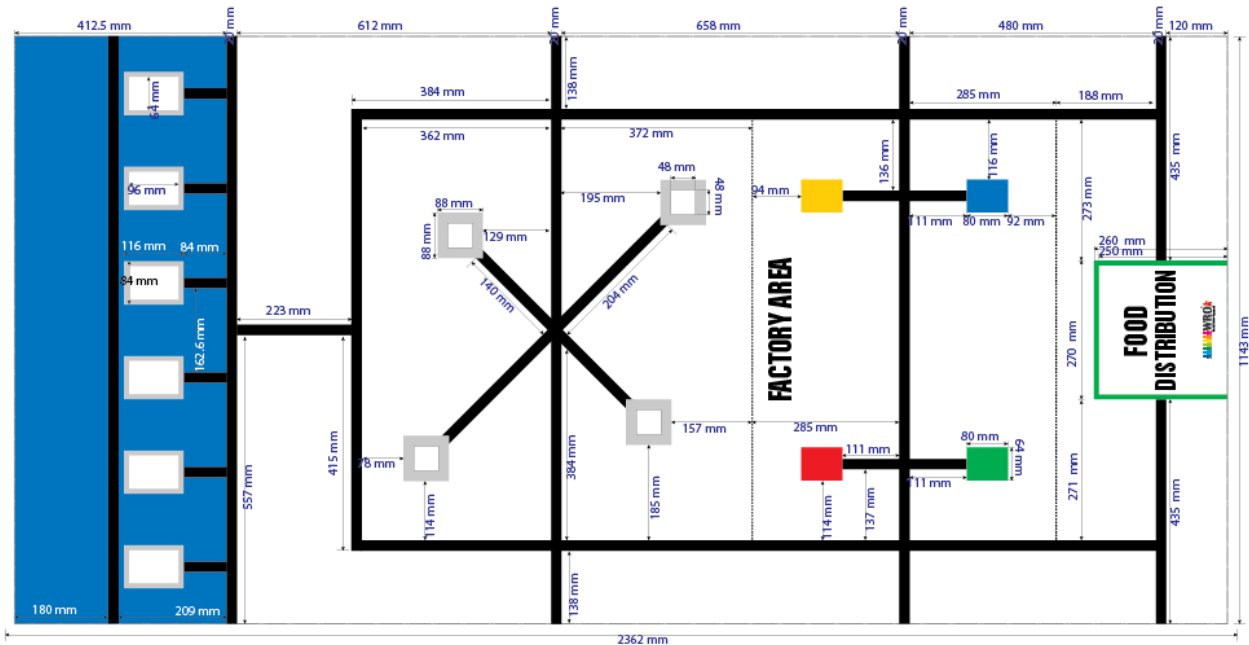 412.5 mm
20 mm
612 mm
20 mm
658 mm
20 mm
480 mm
20 mm
120 mm
138 mm
384 mm
285 mm
188 mm
362 mm
372 mm
136 mm
116 mm
435 mm
64 mm
48 mm
48 mm
96 mm
195 mm
94 mm
111 mm
80 mm
92 mm
273 mm
88 mm
88 mm
129 mm
116 mm
84 mm
84 mm
260 mm
250 mm
140 mm
204 mm
FACTORY AREA
FOOD
DISTRIBUTION
WRO
223 mm
162.6 mm
270 mm
1143 mm
415 mm
557 mm
78 mm
114 mm
384 mm
157 mm
185 mm
285 mm
111 mm
80 mm
64 mm
111 mm
114 mm
137 mm
271 mm
435 mm
180 mm
209 mm
138 mm
2362 mm